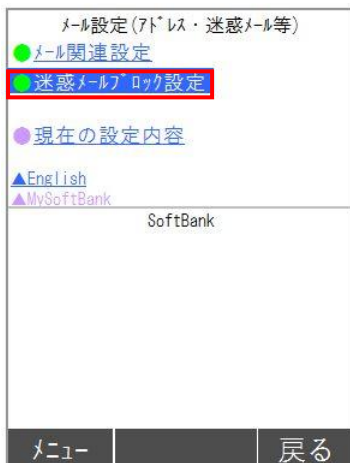 ﾒｰﾙ設定(ｱﾄﾞﾚｽ・迷惑ﾒｰﾙ等)
●ﾒｰﾙ関連設定
●迷惑ﾒｰﾙﾌﾞﾛｯｸ設定
●現在の設定内容
▲English
▲MySoftBank
SoftBank
ﾒﾆｭｰ 戻る